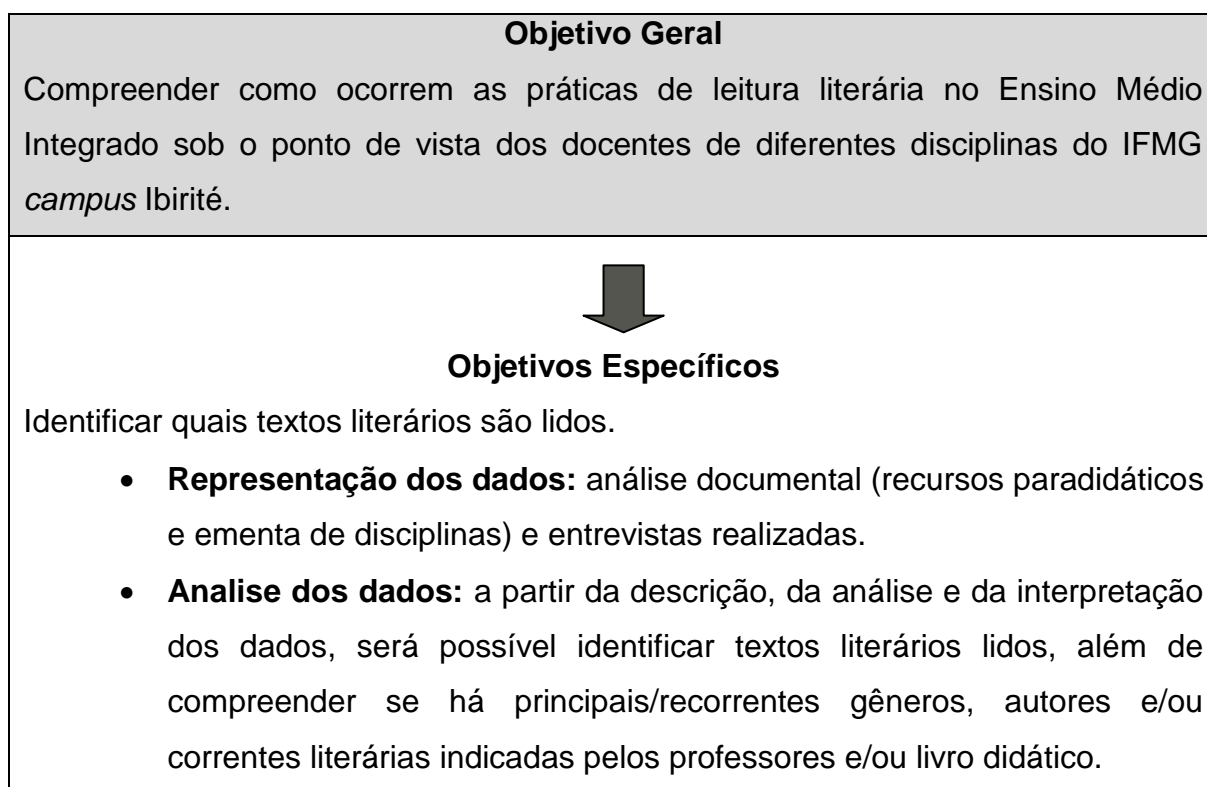 Objetivo Geral
Compreender como ocorrem as práticas de leitura literária no Ensino Médio
Integrado sob o ponto de vista dos docentes de diferentes disciplinas do IFMG
campus Ibirité.
Objetivos Específicos
Identificar quais textos literários são lidos.
• Representação dos dados: análise documental (recursos paradidáticos
e ementa de disciplinas) e entrevistas realizadas.
• Analise dos dados: a partir da descrição, da análise e da interpretação
dos dados, será possível identificar textos literários lidos, além de
compreender se há principais/recorrentes gêneros, autores e/ou
correntes literárias indicadas pelos professores e/ou livro didático.